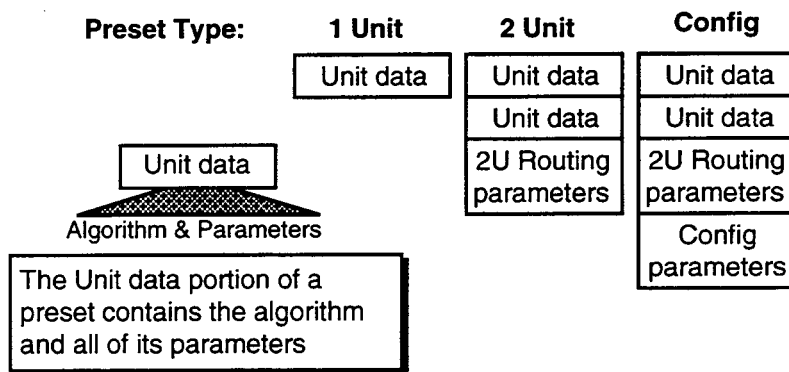 Preset Type: 1 Unit 2 Unit Config
Unit data Unit data Unit data
Unit data Unit data
Unit data 2U Routing parameters 2U Routing parameters
Algorithm & Parameters
Config parameters
The Unit data portion of a
preset contains the algorithm
and all of its parameters